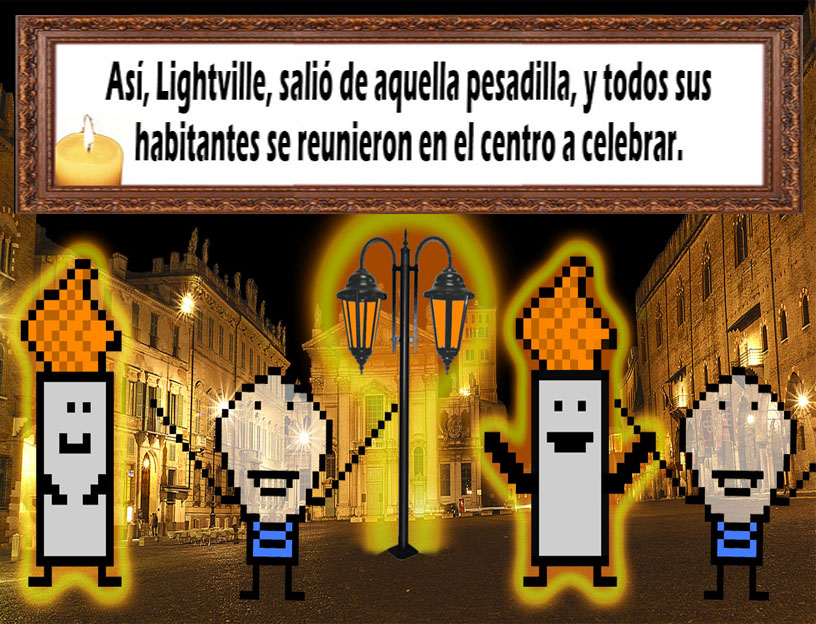 Así, Lightville, salió de aquella pesadilla, y todos sus
habitantes se reunieron en el centro a celebrar.